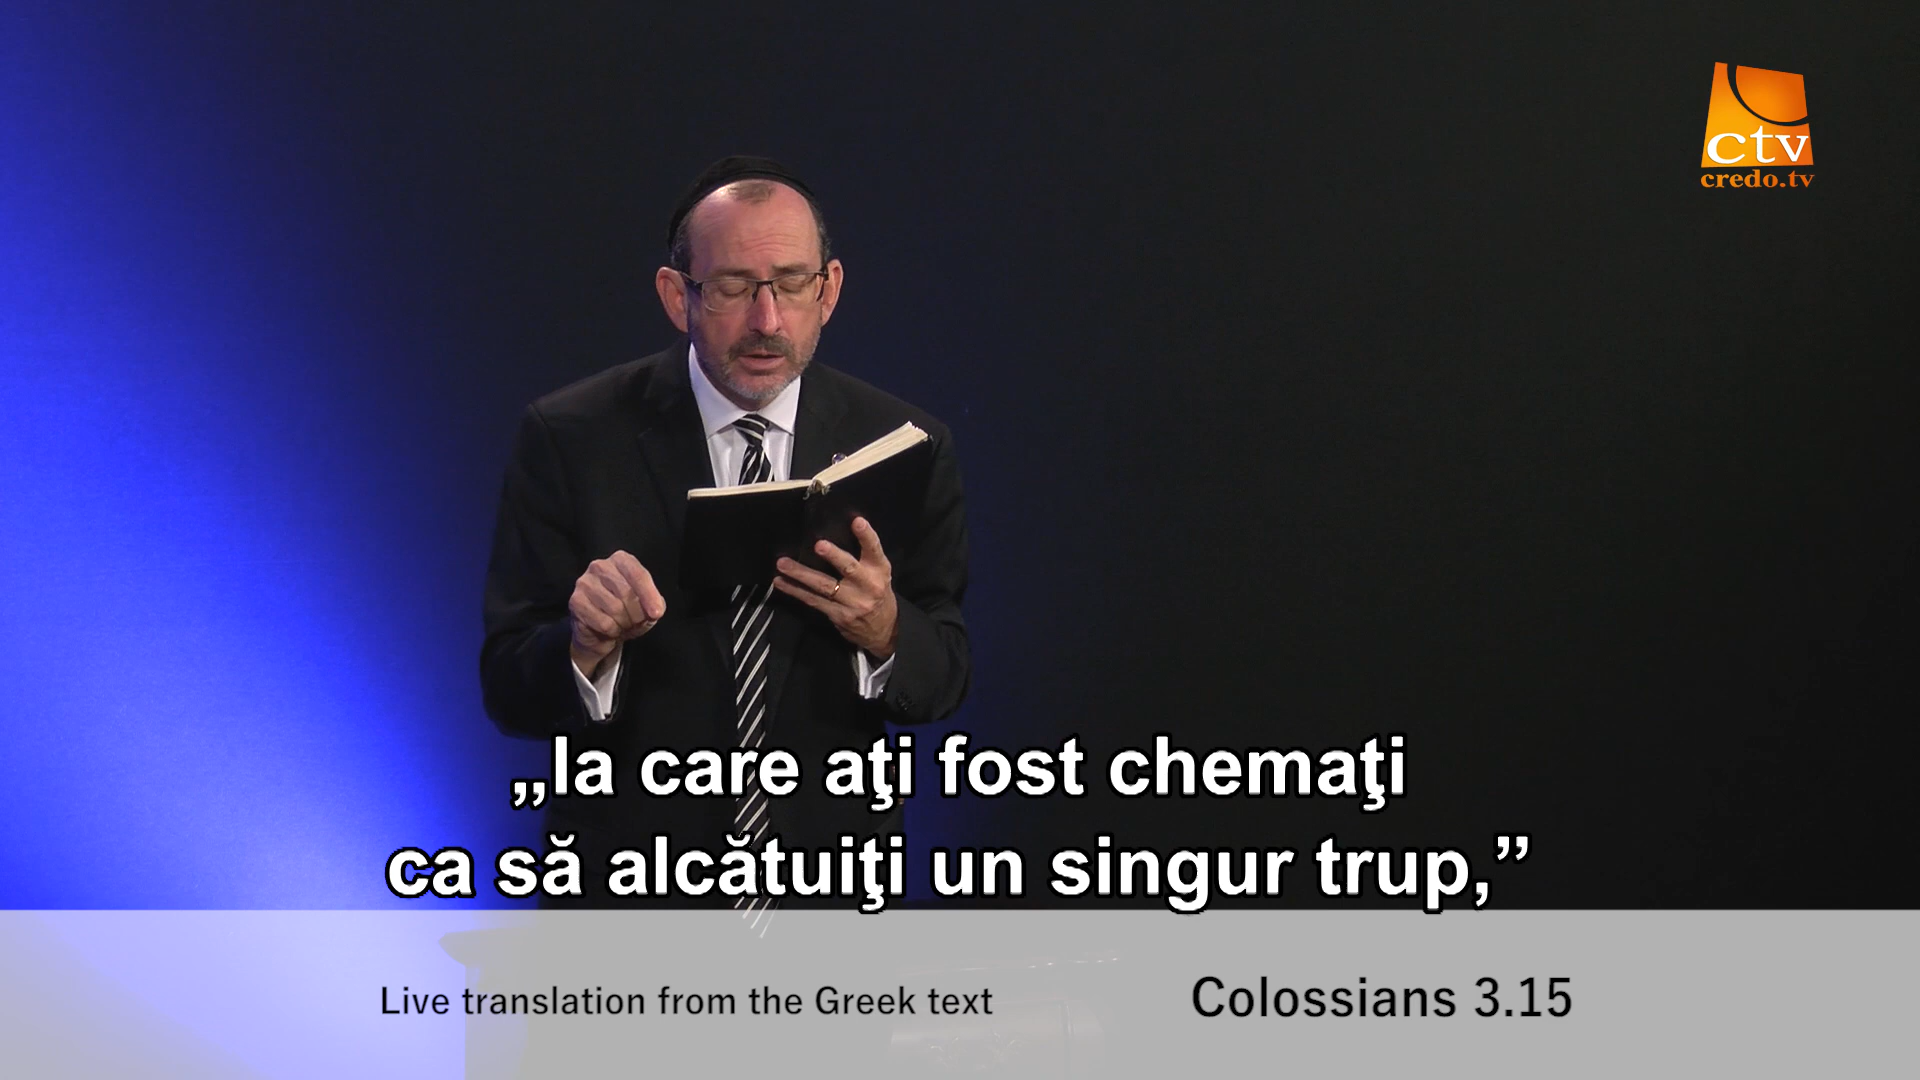 ctv
credo.tv
„la care aţi fost chemaţi
ca să alcătuiţi un singur trup,”
Live translation from the Greek text
Colossians 3.15